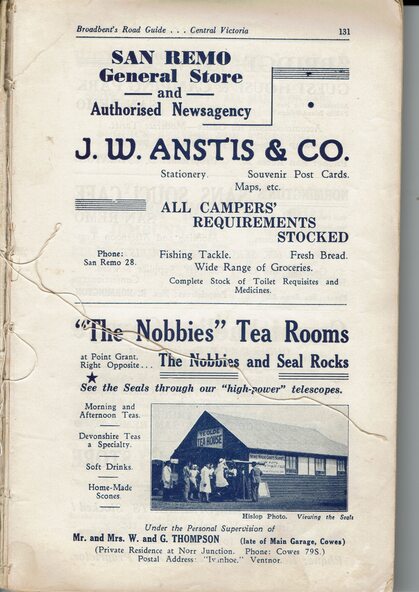 Broadbent's Road Guide . . . Central Victoria 131
SAN REMO
General Store
— and —
Authorised Newsagency
J. W. ANSTIS & CO.
Stationery. Souvenir Post Cards.
Maps, etc.
ALL CAMPERS'
REQUIREMENTS
STOCKED
Phone:
San Remo 28.
Fishing Tackle. Fresh Bread.
Wide Range of Groceries.
Complete Stock of Toilet Requisites and
Medicines.
"The Nobbies" Tea Rooms
at Point Grant,
Right Opposite...
The Nobbies and Seal Rocks
See the Seals through our "high-power" telescopes.
Morning and
Afternoon Teas.
Devonshire Teas
a Specialty.
Soft Drinks.
Home-Made
Scones.
YE OLDE
TEA HOUSE
Hislop Photo. Viewing the Seals
Under the Personal Supervision of
Mr. and Mrs. W. and G. THOMPSON (late of Main Garage, Cowes)
(Private Residence at Norr Junction. Phone: Cowes 79S.)
Postal Address: "Ivanhoe," Ventnor.